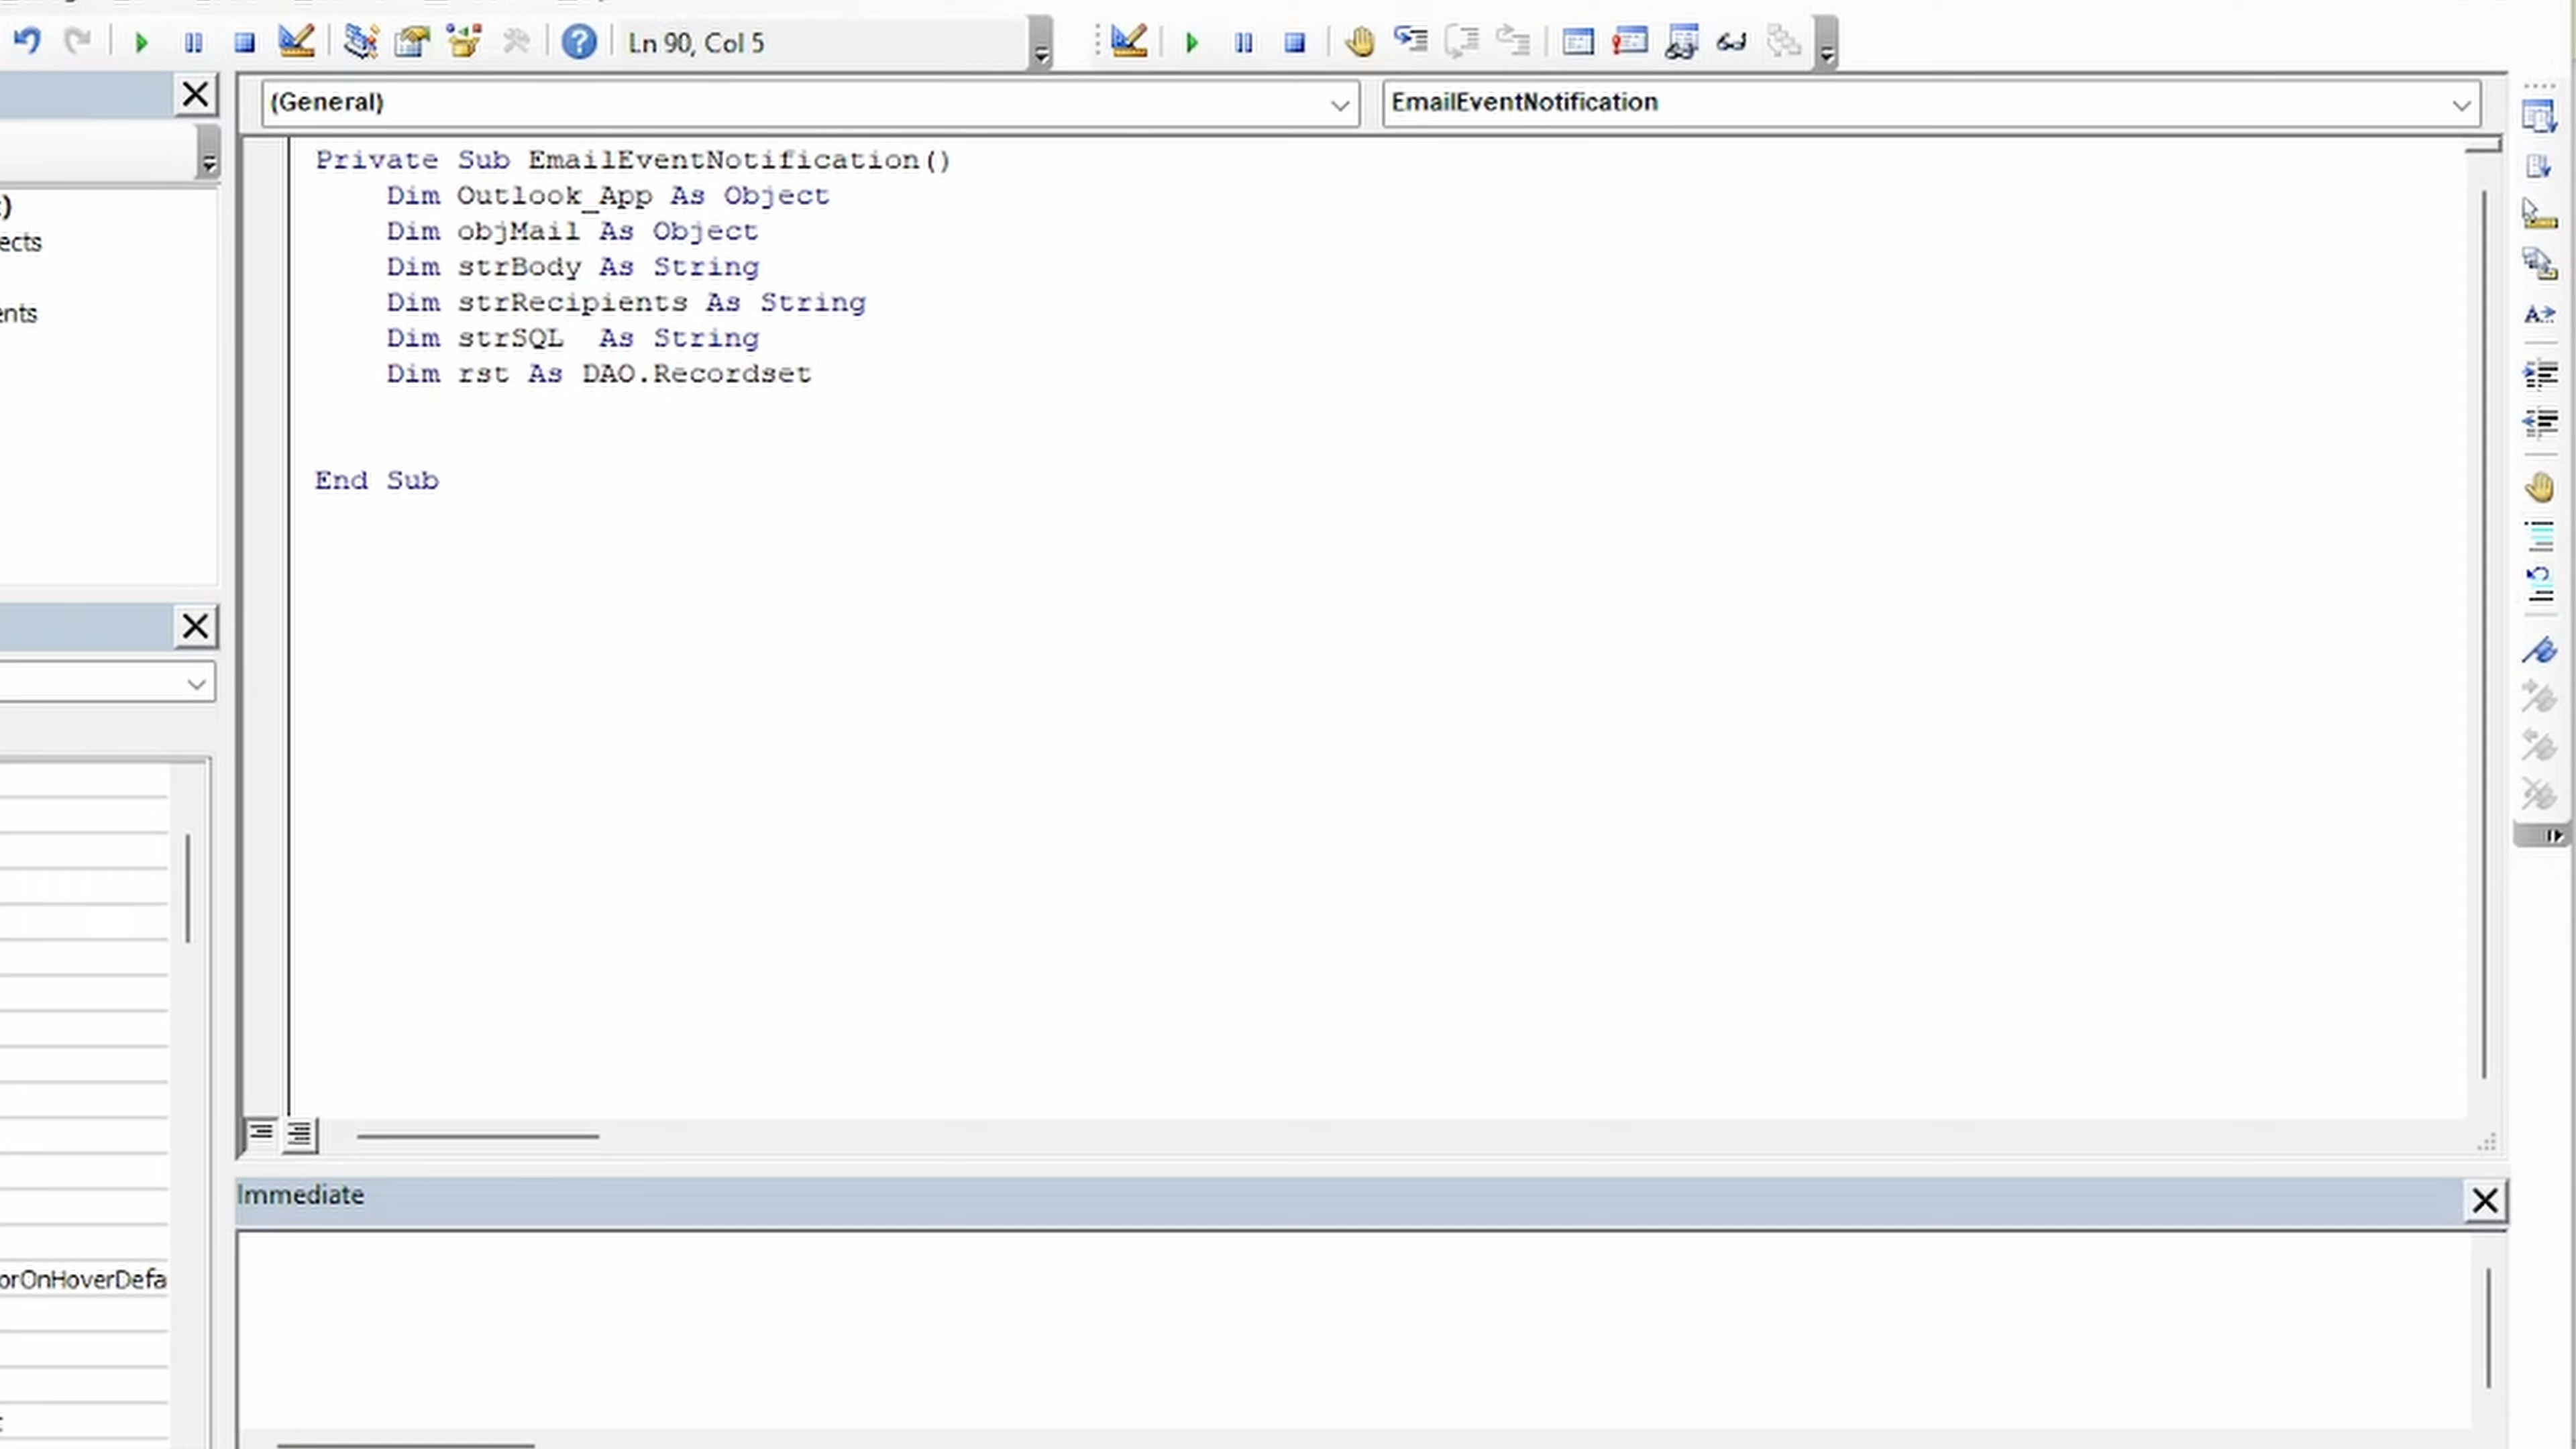 Ln 90, Col 5
(General)
EmailEventNotification
Private Sub EmailEventNotification()
    Dim Outlook_App As Object
    Dim objMail As Object
    Dim strBody As String
    Dim strRecipients As String
    Dim strSQL  As String
    Dim rst As DAO.Recordset
End Sub
ects
ents
Immediate
orOnHoverDefa